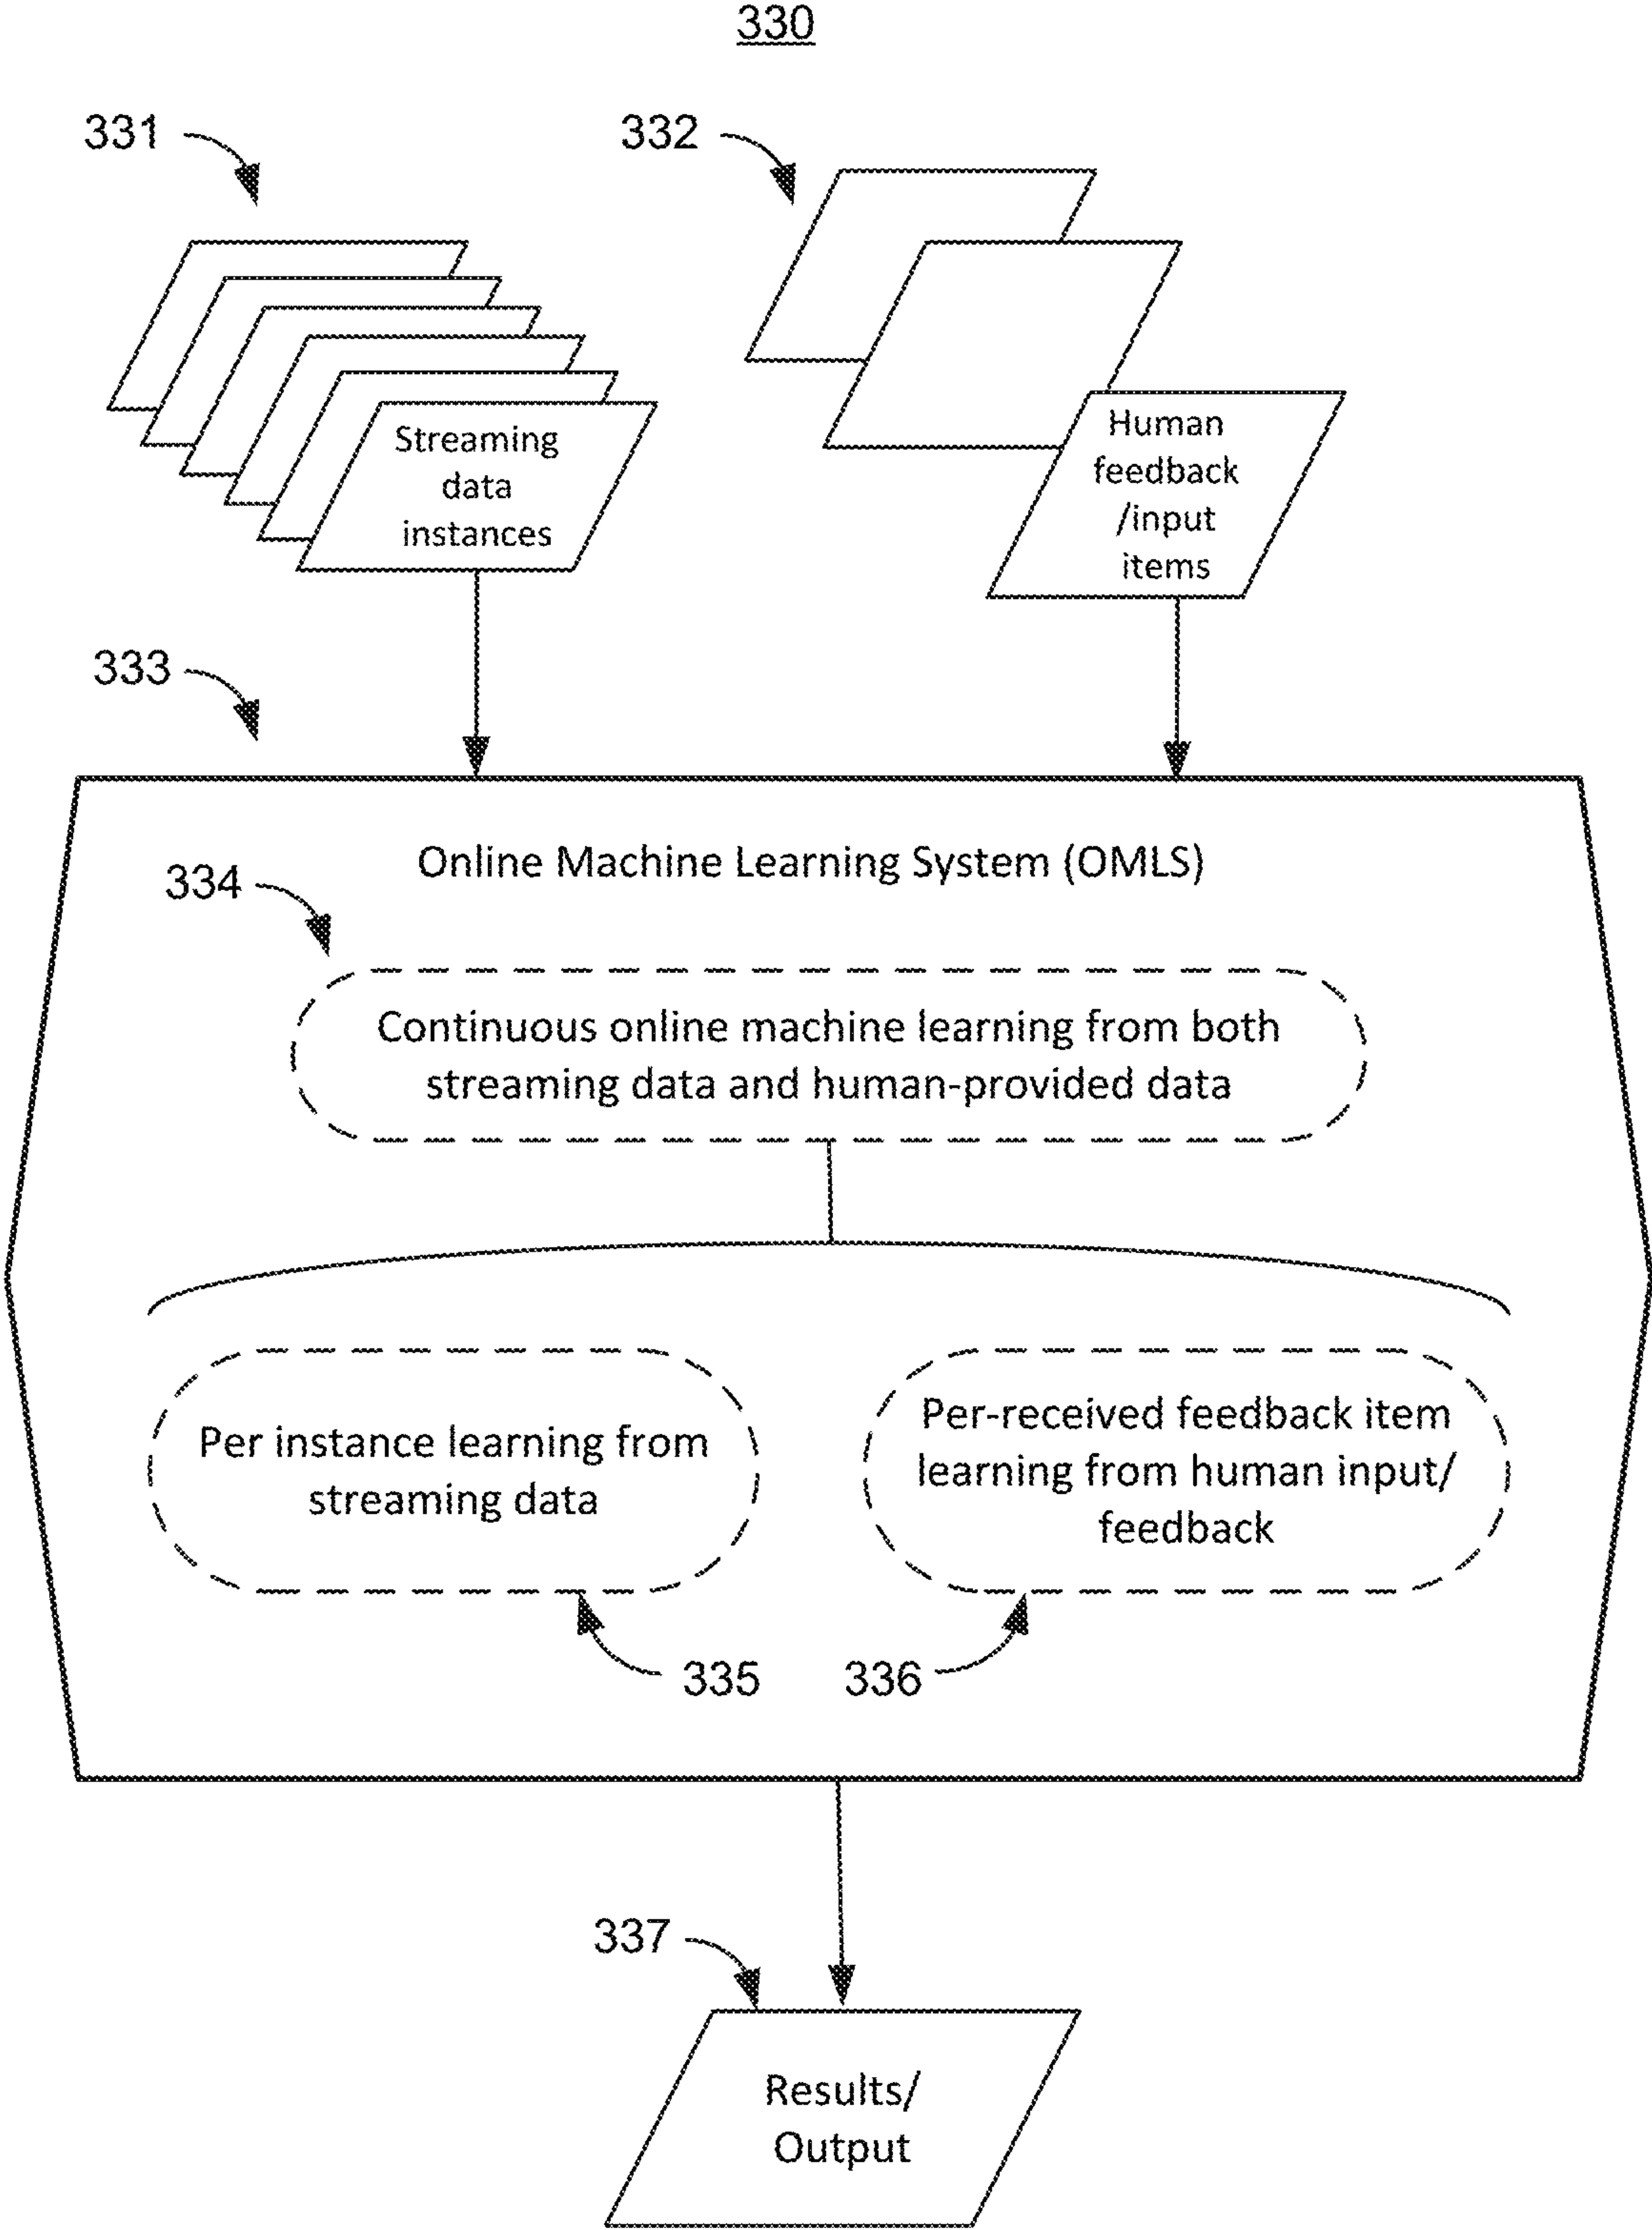 330
331
332
Streaming
data
instances
Human
feedback
/input
items
333
Online Machine Learning System (OMLS)
334
Continuous online machine learning from both
streaming data and human-provided data
Per instance learning from
streaming data
Per-received feedback item
learning from human input/
feedback
335
336
337
Results/
Output